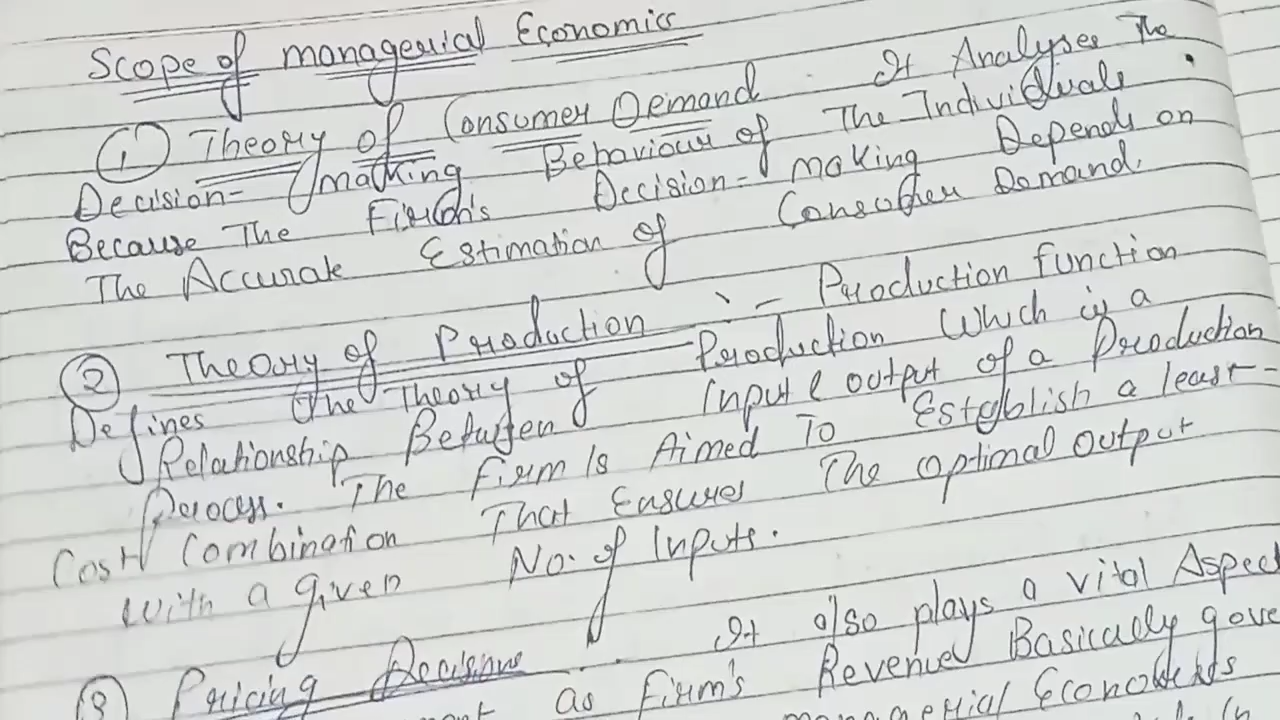 Scope of managerial Economics
① Theory of Consumer Demand It Analyses The
Decision-making Behaviour of The Individuals
Because The Firm's Decision-making Depends on
The Accurate Estimation of Consumer Demand.
② Theory of Production :- Production function
Defines The Theory of Production Which is a
Relationship Between Input & output of a Production
Process. The Firm Is Aimed To Establish a least-
Cost Combination That Ensures The optimal output
With a given No. of Inputs.
③ Pricing Decisions It also plays a vital Aspect
as Firm's Revenue Basically gove
managerial Economics